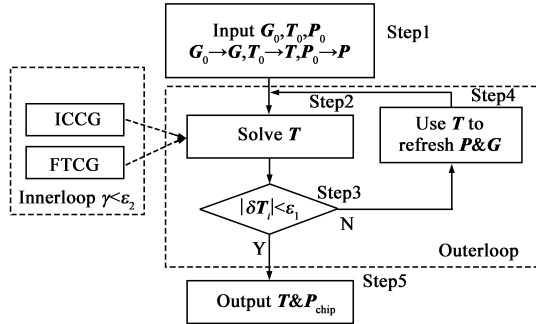 Input G₀,T₀,P₀
G₀→G,T₀→T,P₀→P
Step1
Step2
Step4
ICCG
FTCG
Innerloop γ<ε₂
Solve T
Use T to
refresh P&G
Step3
|δTᵢ|<ε₁
N
Y
Outerloop
Step5
Output T&P_chip